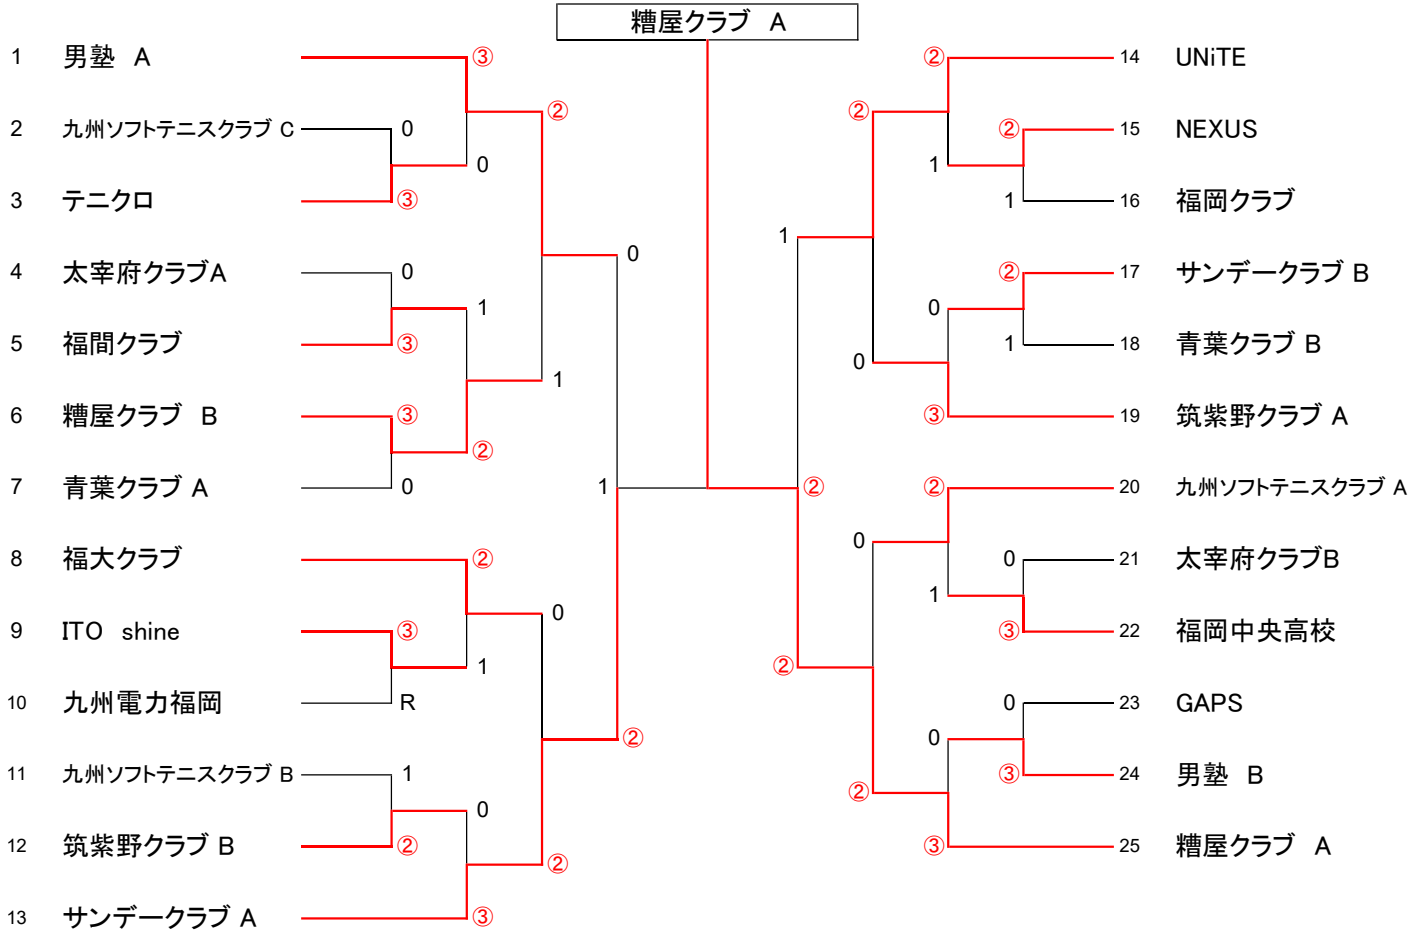 糟屋クラブ A
1 男塾 A ③
② 
2 九州ソフトテニスクラブ C 0
0
3 テニクロ ③
0
4 太宰府クラブA 0
1
5 福間クラブ ③
1
6 糟屋クラブ B ③
②
7 青葉クラブ A 0
1
8 福大クラブ ②
0
9 ITO shine ③
1
10 九州電力福岡 R
②
11 九州ソフトテニスクラブ B 1
0
12 筑紫野クラブ B ②
②
13 サンデークラブ A ③
② 14 UNiTE
②
② 15 NEXUS
1
1 16 福岡クラブ
1
② 17 サンデークラブ B
0
1 18 青葉クラブ B
0
③ 19 筑紫野クラブ A
②
② 20 九州ソフトテニスクラブ A
0
0 21 太宰府クラブB
1
③ 22 福岡中央高校
②
0 23 GAPS
0
③ 24 男塾 B
②
③ 25 糟屋クラブ A